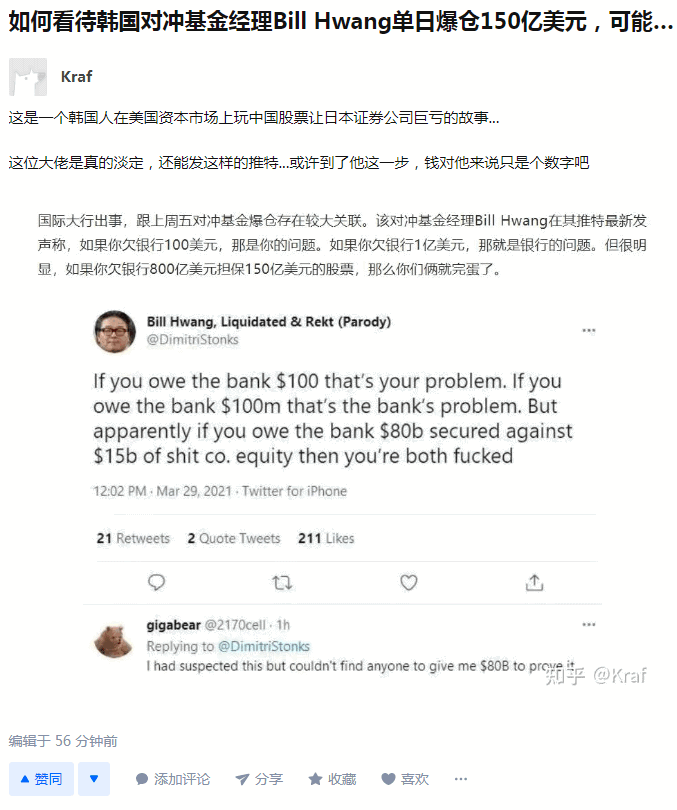 如何看待韩国对冲基金经理Bill Hwang单日爆仓150亿美元，可能...
Kraf
这是一个韩国人在美国资本市场上玩中国股票让日本证券公司巨亏的故事...
这位大佬是真的淡定，还能发这样的推特...或许到了他这一步，钱对他来说只是个数字吧
国际大行出事，跟上周五对冲基金爆仓存在较大关联。该对冲基金经理Bill Hwang在其推特最新发
声称，如果你欠银行100美元，那是你的问题。如果你欠银行1亿美元，那就是银行的问题。但很明
显，如果你欠银行800亿美元担保150亿美元的股票，那么你们俩就完蛋了。
Bill Hwang, Liquidated & Rekt (Parody)
@DimitriStonks
If you owe the bank $100 that's your problem. If you
owe the bank $100m that's the bank's problem. But
apparently if you owe the bank $80b secured against
$15b of shit co. equity then you're both fucked
12:02 PM · Mar 29, 2021 · Twitter for iPhone
21 Retweets 2 Quote Tweets 211 Likes
gigabear @2170cell · 1h
Replying to @DimitriStonks
I had suspected this but couldn't find anyone to give me $80B to prove it
知乎 @Kraf
编辑于 56 分钟前
赞同 添加评论 分享 收藏 喜欢